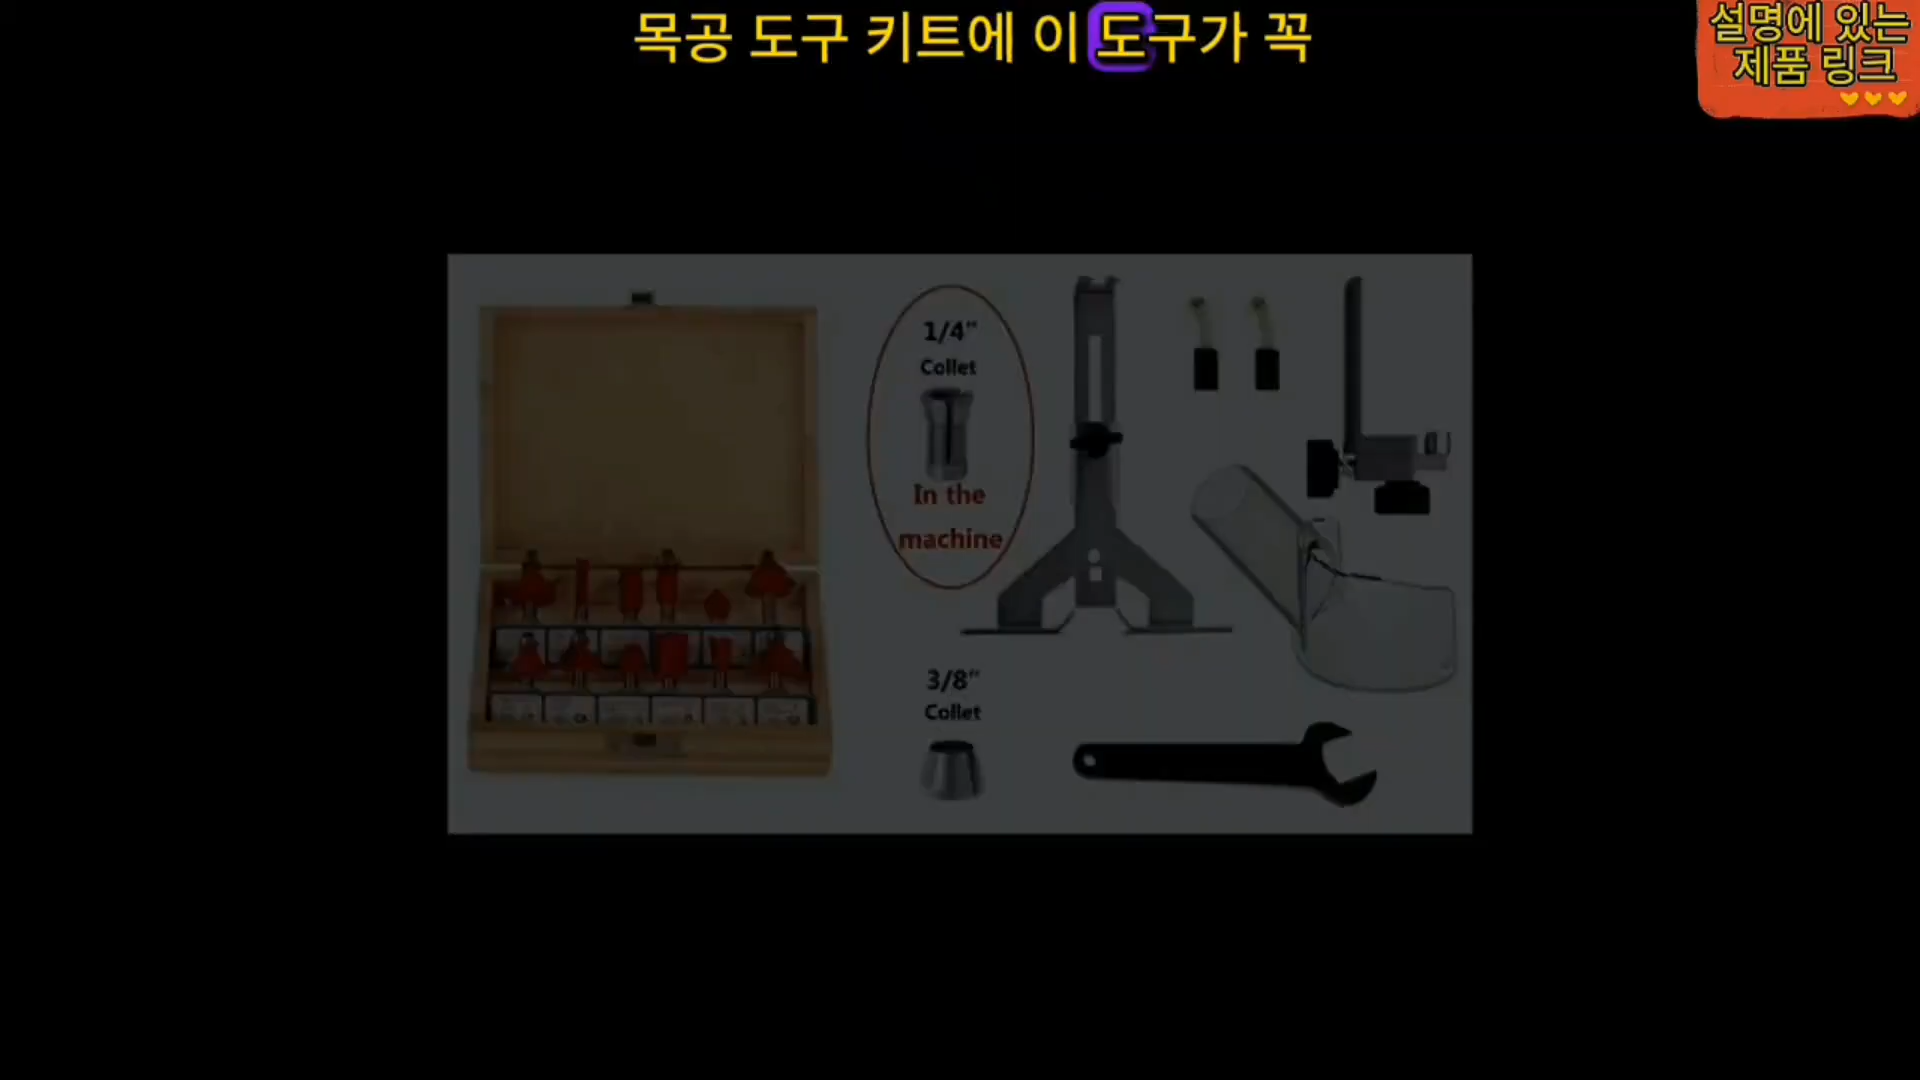 목공 도구 키트에 이 도구가 꼭
설명에 있는
제품 링크
1/4"
Collet
In the
machine
3/8"
Collet